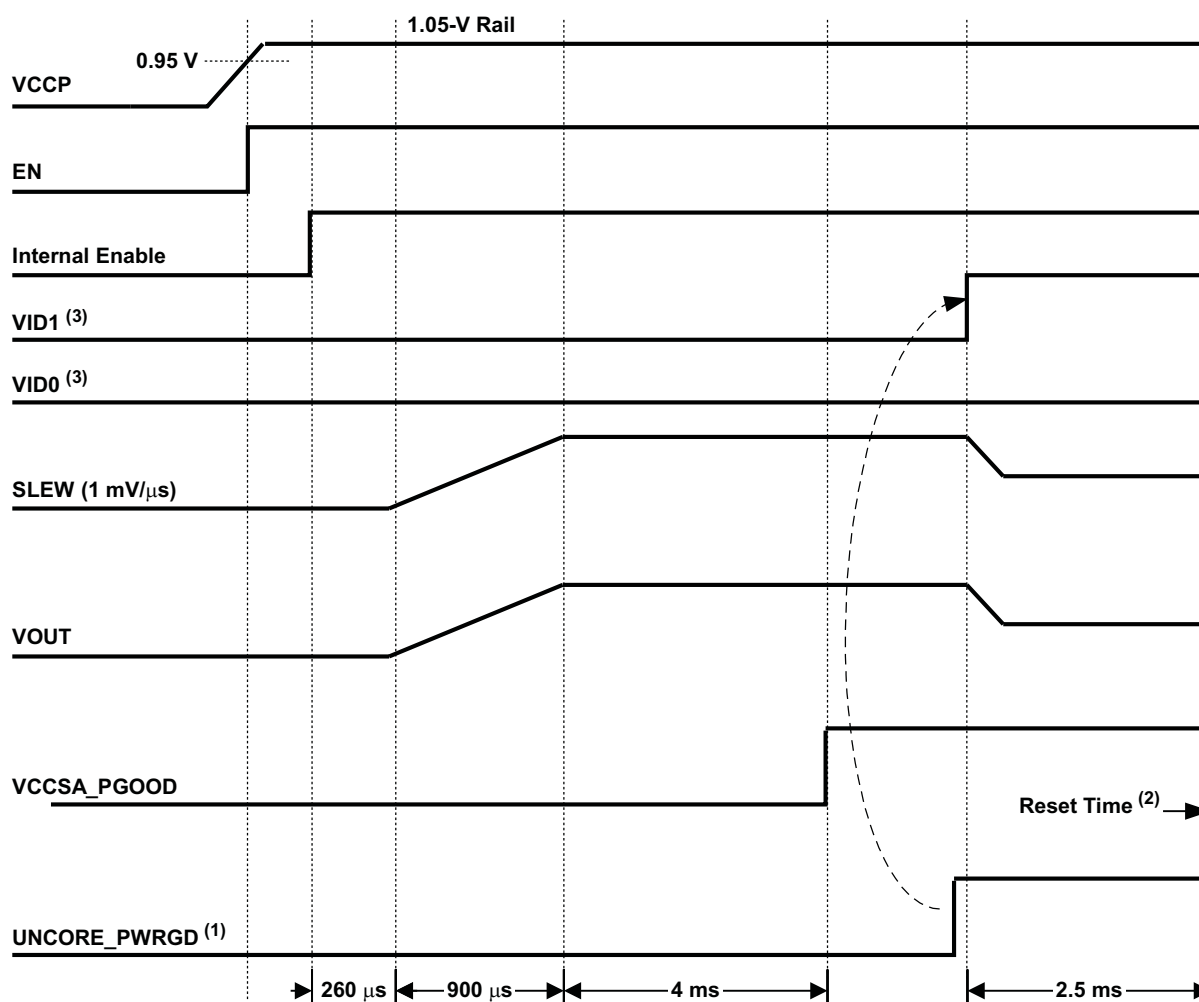 1.05-V Rail
0.95 V
VCCP
EN
Internal Enable
VID1 (3)
VID0 (3)
SLEW (1 mV/μs)
VOUT
VCCSA_PGOOD
Reset Time (2)
UNCORE_PWRGD (1)
260 μs 900 μs 4 ms 2.5 ms